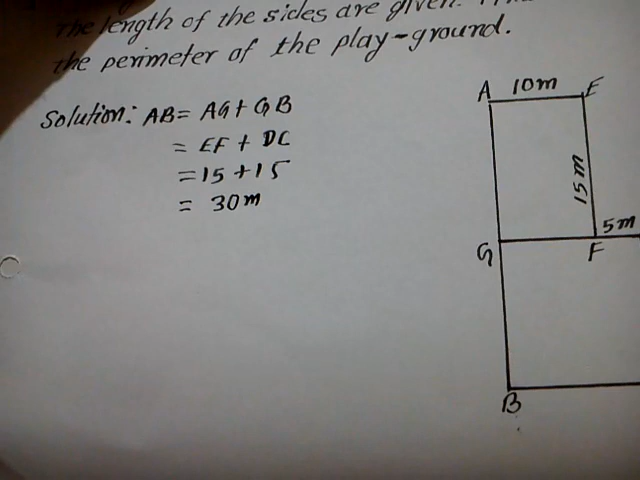 The length of the sides are given.
the perimeter of the play-ground.
Solution: AB = AG + GB
= EF + DC
= 15 + 15
= 30m
A 10m E
15m
5m
G F
B